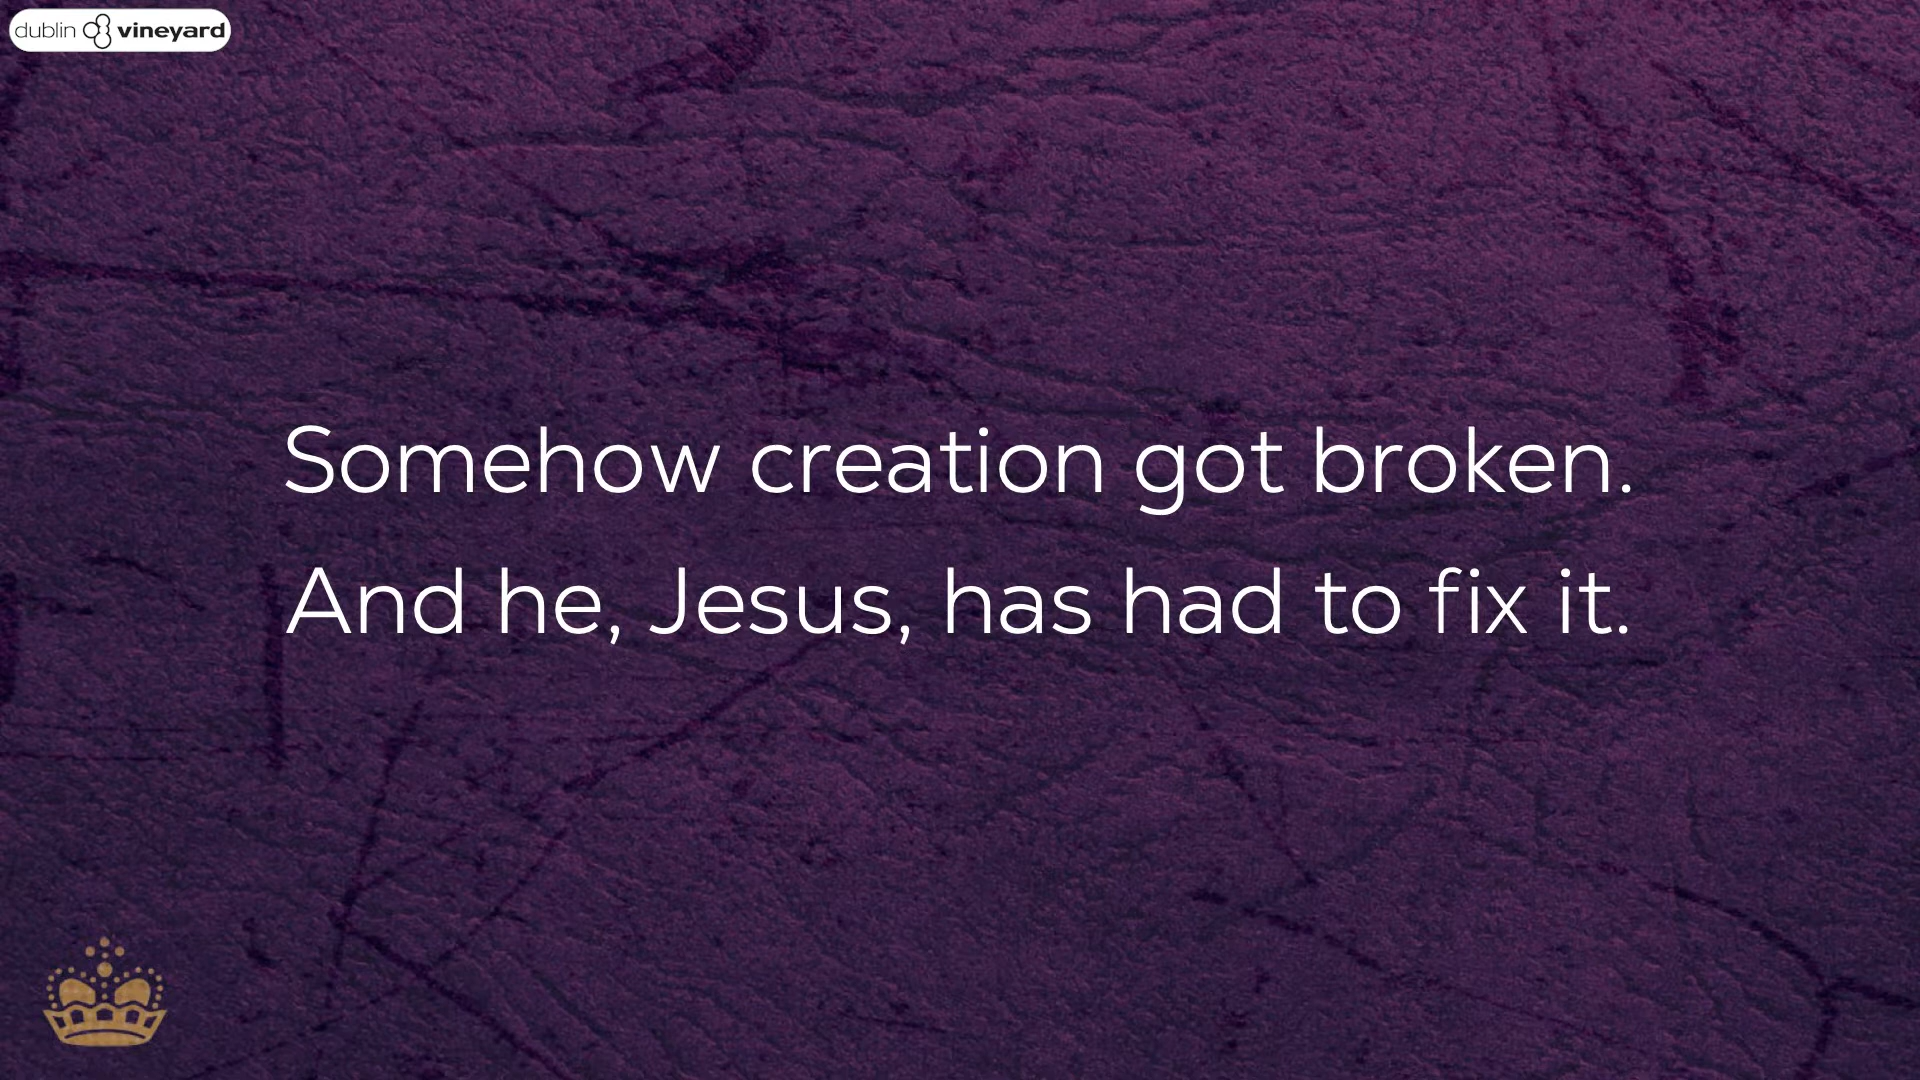 dublin vineyard
Somehow creation got broken.
And he, Jesus, has had to fix it.